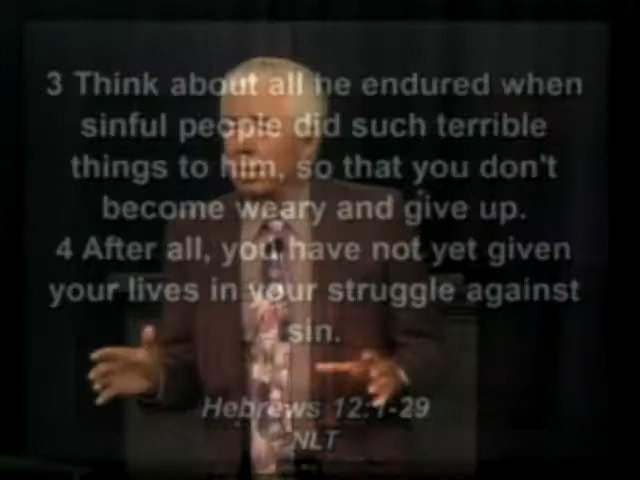 3 Think about all he endured when
sinful people did such terrible
things to him, so that you don't
become weary and give up.
4 After all, you have not yet given
your lives in your struggle against
sin.
Hebrews 12:1-29
NLT